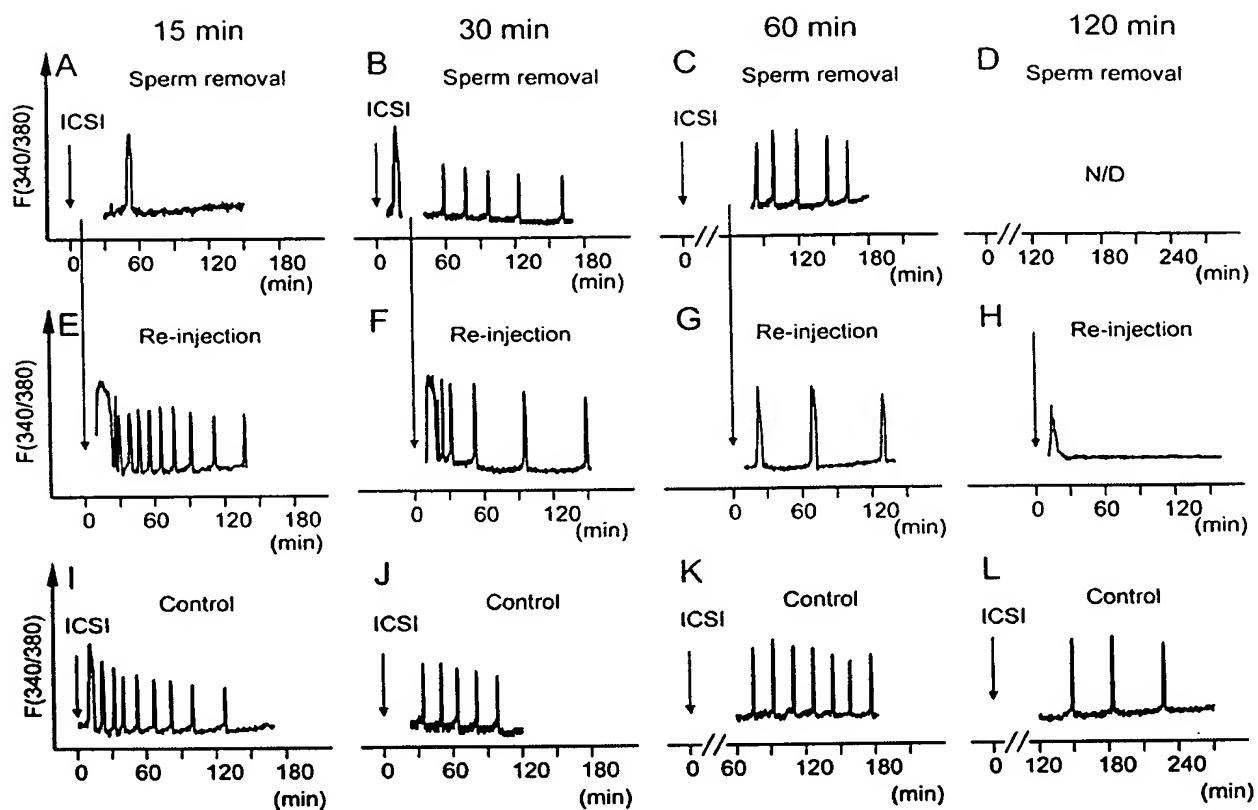 15 min 30 min 60 min 120 min
A B C D
Sperm removal Sperm removal Sperm removal Sperm removal
ICSI ICSI ICSI
F(340/380)
N/D
0 120 180 0 60 120 180 0 120 180 0 120 180 240
(min) (min) (min) (min)
E F G H
Re-injection Re-injection Re-injection Re-injection
F(340/380)
0 60 120 180 0 60 120 0 60 120 0 60 120
(min) (min) (min) (min)
I J K L
Control Control Control Control
ICSI ICSI ICSI ICSI
F(340/380)
0 60 120 180 0 60 120 180 0 60 120 180 0 120 180 240
(min) (min) (min) (min)